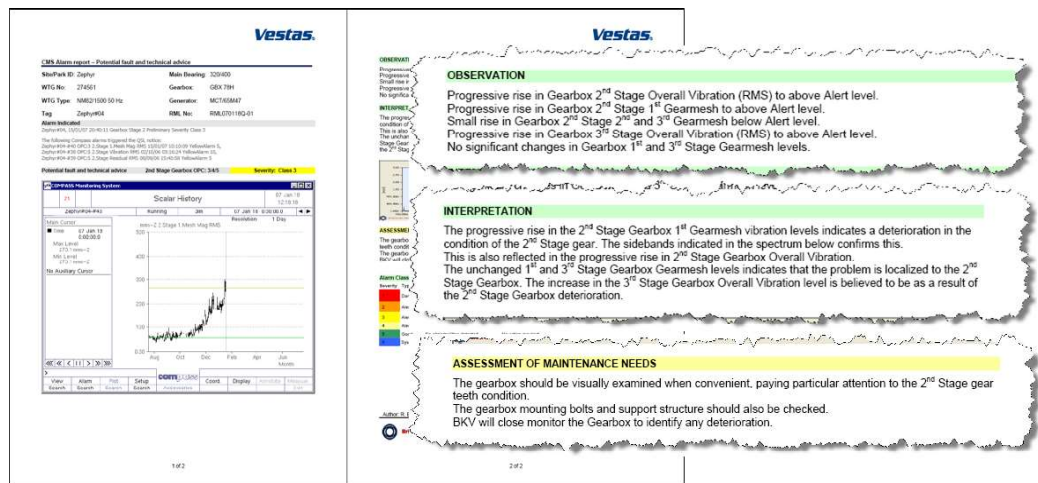 Vestas
CMS Alarm report – Potential fault and technical advice
Site/Park ID: Zephyr Main Bearing: 320/400
WTG No: 274561 Gearbox: GBX 78H
WTG Type: NM82/1500 50 Hz Generator: MCT/65M47
Tag Zephyr#04 RML No: RML070118Q-01
Alarm Indicated
Potential fault and technical advice 2nd Stage Gearbox OPC: 3/4/5 Severity: Class 3
COMPASS Monitoring System
21 Scalar History 07 Jan 19
Running
Resolution 1 Day
Main Cursor
Time 07 Jan 19
0:00:00.0
Max Level
Min Level
No Auxiliary Cursor
500
400
300
200
100
0.00
Aug Oct Dec Feb Apr Jun
Month
View Alarm Plot Setup compass Coord Display
Search Search Search Search
1 of 2
Vestas
OBSERVATION
Progressive rise in Gearbox 2nd Stage Overall Vibration (RMS) to above Alert level.
Progressive rise in Gearbox 2nd Stage 1st Gearmesh to above Alert level.
Small rise in Gearbox 2nd Stage 2nd and 3rd Gearmesh below Alert level.
Progressive rise in Gearbox 3rd Stage Overall Vibration (RMS) to above Alert level.
No significant changes in Gearbox 1st and 3rd Stage Gearmesh levels.
INTERPRETATION
The progressive rise in the 2nd Stage Gearbox 1st Gearmesh vibration levels indicates a deterioration in the
condition of the 2nd Stage gear. The sidebands indicated in the spectrum below confirms this.
This is also reflected in the progressive rise in 2nd Stage Gearbox Overall Vibration.
The unchanged 1st and 3rd Stage Gearbox Gearmesh levels indicates that the problem is localized to the 2nd
Stage Gearbox. The increase in the 3rd Stage Gearbox Overall Vibration level is believed to be as a result of
the 2nd Stage Gearbox deterioration.
ASSESSMENT OF MAINTENANCE NEEDS
The gearbox should be visually examined when convenient, paying particular attention to the 2nd Stage gear
teeth condition.
The gearbox mounting bolts and support structure should also be checked.
BKV will close monitor the Gearbox to identify any deterioration.
2 of 2